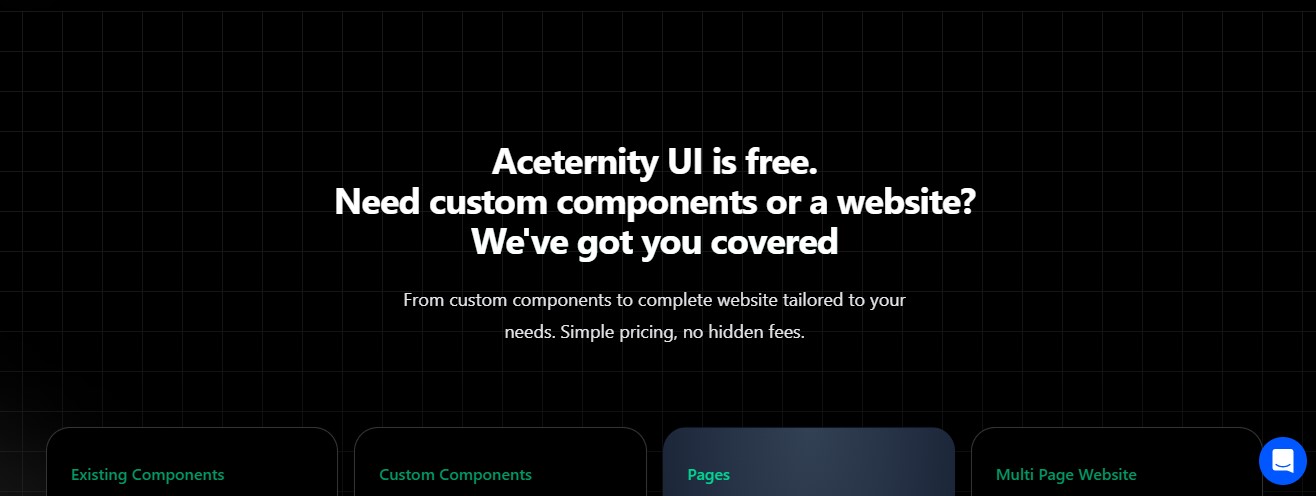 Aceternity UI is free.
Need custom components or a website?
We've got you covered
From custom components to complete website tailored to your
needs. Simple pricing, no hidden fees.
Existing Components
Custom Components
Pages
Multi Page Website